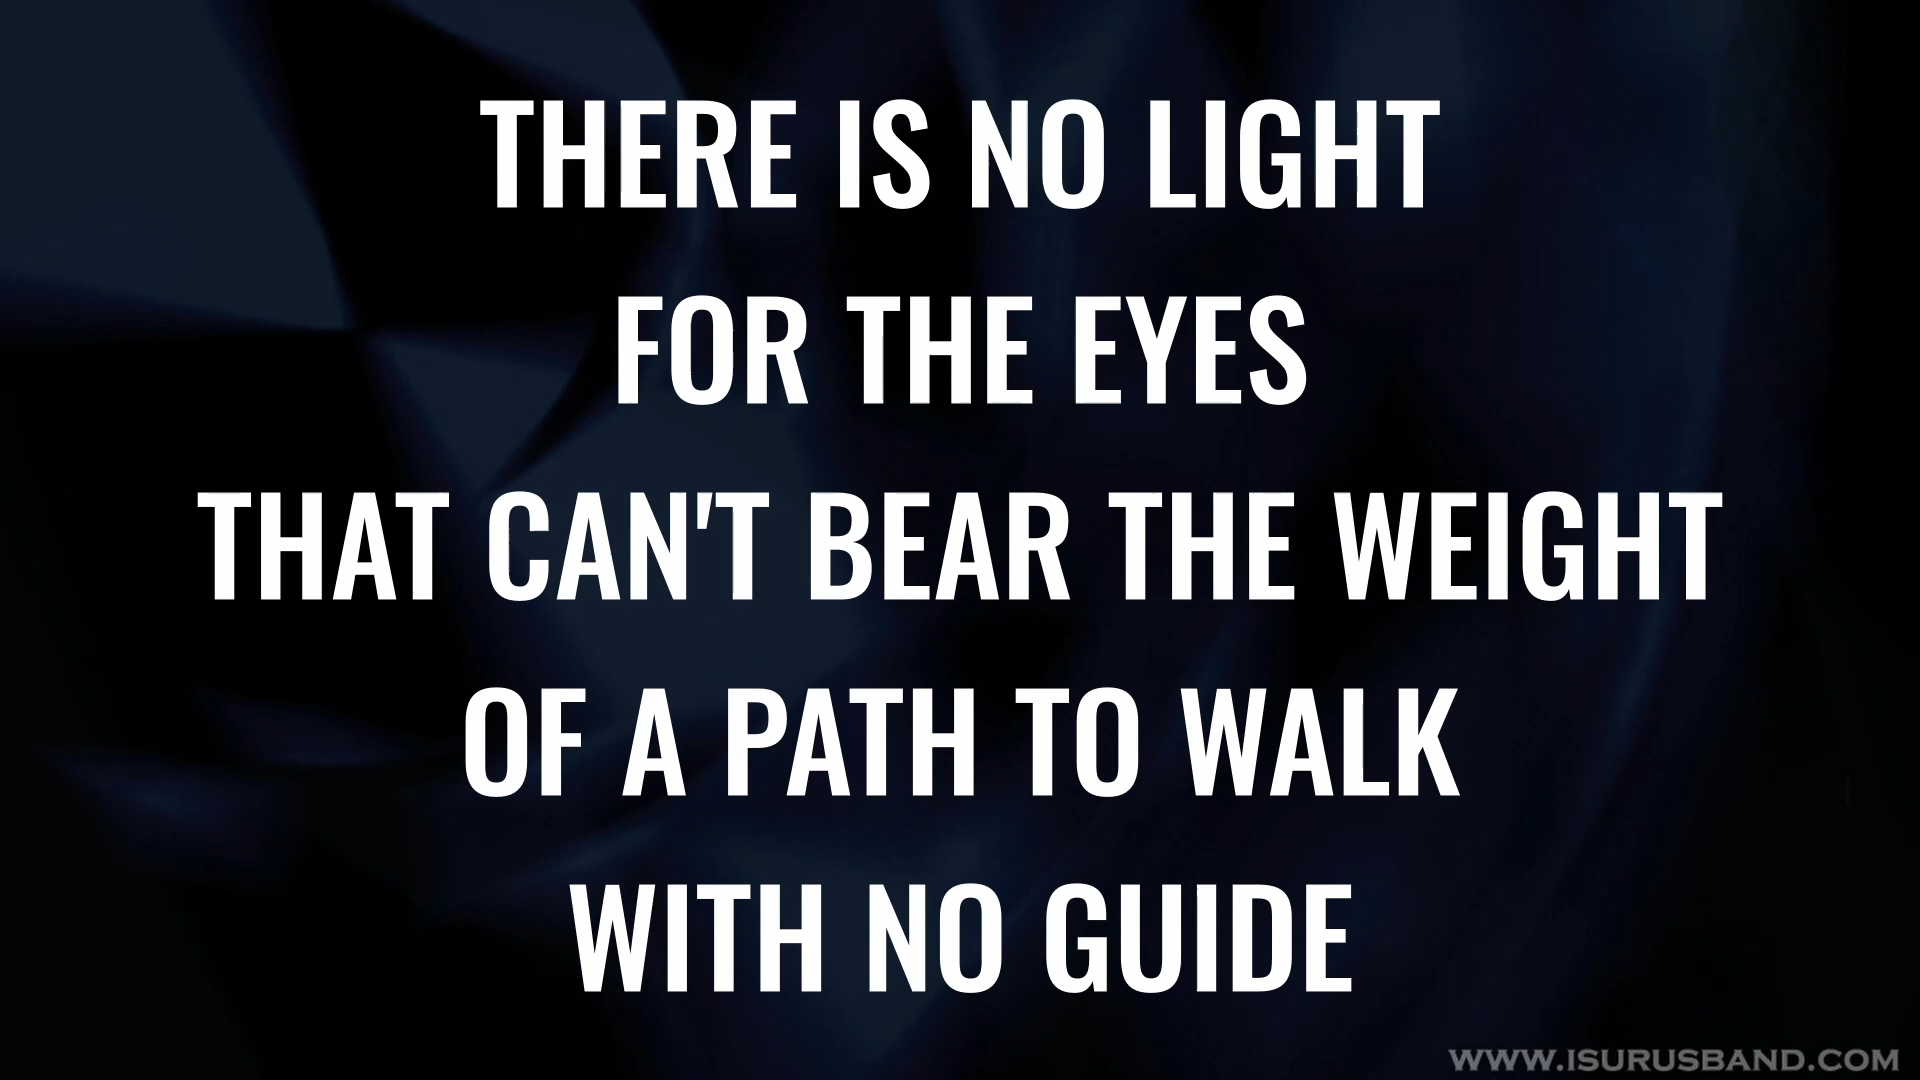 THERE IS NO LIGHT
FOR THE EYES
THAT CAN'T BEAR THE WEIGHT
OF A PATH TO WALK
WITH NO GUIDE
WWW.ISURUSBAND.COM